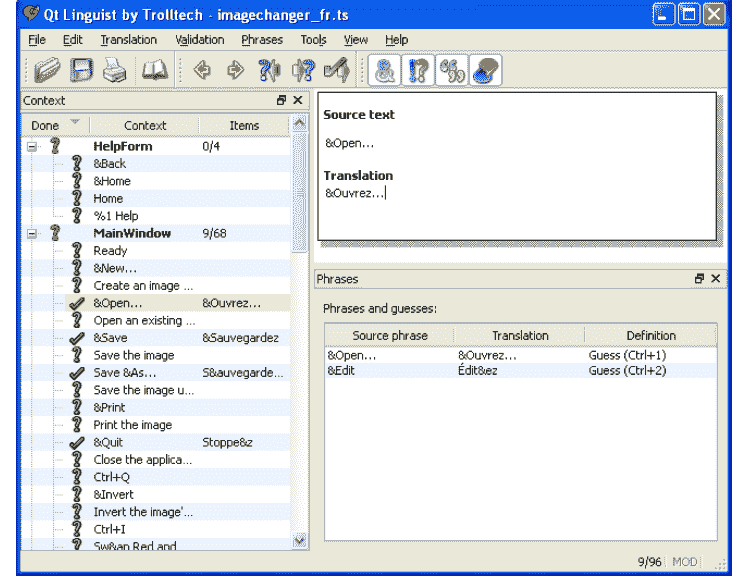 Qt Linguist by Trolltech - imagechanger_fr.ts
File Edit Translation Validation Phrases Tools View Help
Context
Done Context Items
HelpForm 0/4
&Back
&Home
Home
%1 Help
MainWindow 9/68
Ready
&New...
Create an image ...
&Open... &Ouvrez...
Open an existing ...
&Save &Sauvegardez
Save the image
Save &As... S&auvegarde...
Save the image u...
&Print
Print the image
&Quit Stoppe&z
Close the applica...
Ctrl+Q
&Invert
Invert the image'...
Ctrl+I
Sw&ap Red and
Source text
&Open...
Translation
&Ouvrez...
Phrases
Phrases and guesses:
Source phrase Translation Definition
&Open... &Ouvrez... Guess (Ctrl+1)
&Edit Édit&ez Guess (Ctrl+2)
9/96 MOD